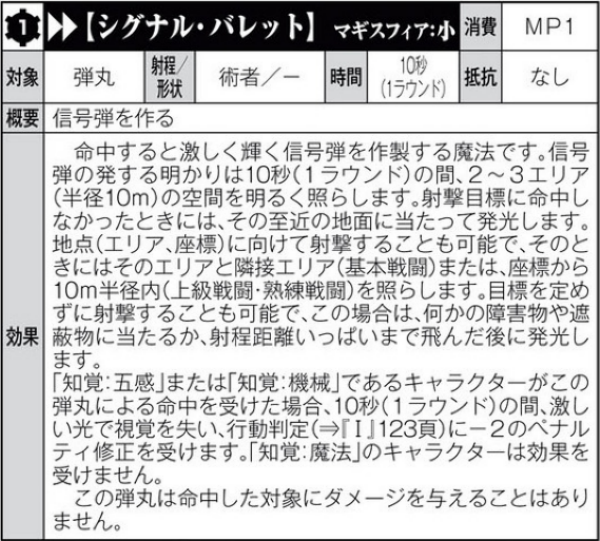 1 ▶▶【シグナル・バレット】 マギスフィア:小 消費 MP1
対象 弾丸 射程/形状 術者/ー 時間 10秒(1ラウンド) 抵抗 なし
概要 信号弾を作る
効果
命中すると激しく輝く信号弾を作製する魔法です。信号
弾の発する明かりは10秒(1ラウンド)の間、2～3エリア
(半径10m)の空間を明るく照らします。射撃目標に命中し
なかったときには、その至近の地面に当たって発光します。
地点(エリア、座標)に向けて射撃することも可能で、そのと
きにはそのエリアと隣接エリア(基本戦闘)または、座標から
10m半径内(上級戦闘・熟練戦闘)を照らします。目標を定め
ずに射撃することも可能で、この場合は、何かの障害物や遮
蔽物に当たるか、射程距離いっぱいまで飛んだ後に発光し
ます。
「知覚:五感」または「知覚:機械」であるキャラクターがこの
弾丸による命中を受けた場合、10秒(1ラウンド)の間、激し
い光で視覚を失い、行動判定(⇒『Ⅰ』123頁)に－2のペナル
ティ修正を受けます。「知覚:魔法」のキャラクターは効果を
受けません。
この弾丸は命中した対象にダメージを与えることはあり
ません。